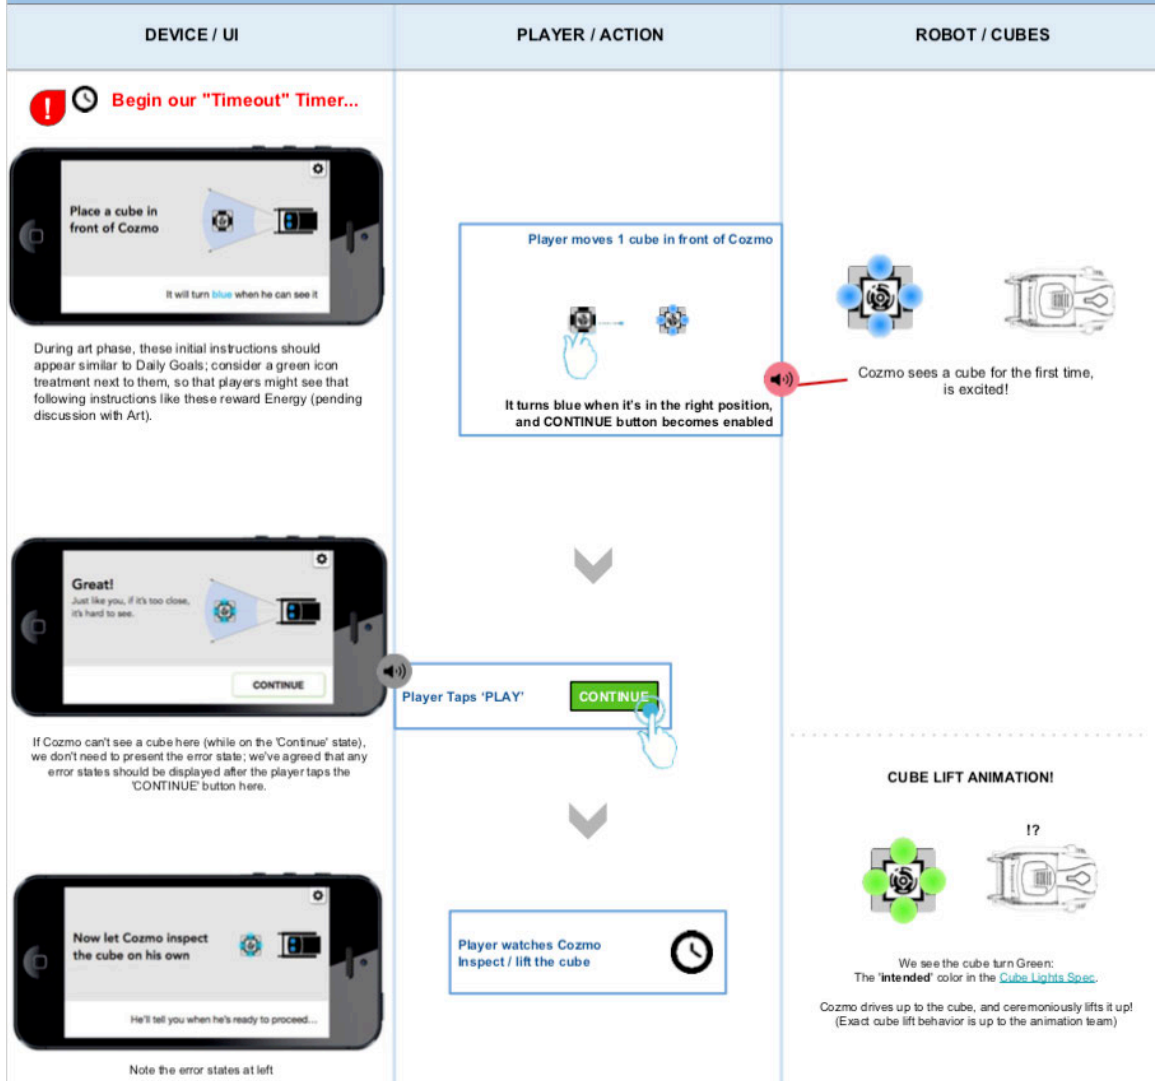 DEVICE / UI
PLAYER / ACTION
ROBOT / CUBES
!
Begin our "Timeout" Timer...
Place a cube in
front of Cozmo
It will turn blue when he can see it
During art phase, these initial instructions should
appear similar to Daily Goals; consider a green icon
treatment next to them, so that players might see that
following instructions like these reward Energy (pending
discussion with Art).
Player moves 1 cube in front of Cozmo
It turns blue when it's in the right position,
and CONTINUE button becomes enabled
Cozmo sees a cube for the first time,
is excited!
Great!
Just like you, if it's too close,
it's hard to see.
CONTINUE
Player Taps ‘PLAY’
CONTINUE
If Cozmo can't see a cube here (while on the 'Continue' state),
we don't need to present the error state; we've agreed that any
error states should be displayed after the player taps the
'CONTINUE' button here.
CUBE LIFT ANIMATION!
!?
Now let Cozmo inspect
the cube on his own
He'll tell you when he's ready to proceed...
Note the error states at left
Player watches Cozmo
Inspect / lift the cube
We see the cube turn Green:
The 'intended' color in the Cube Lights Spec.
Cozmo drives up to the cube, and ceremoniously lifts it up!
(Exact cube lift behavior is up to the animation team)